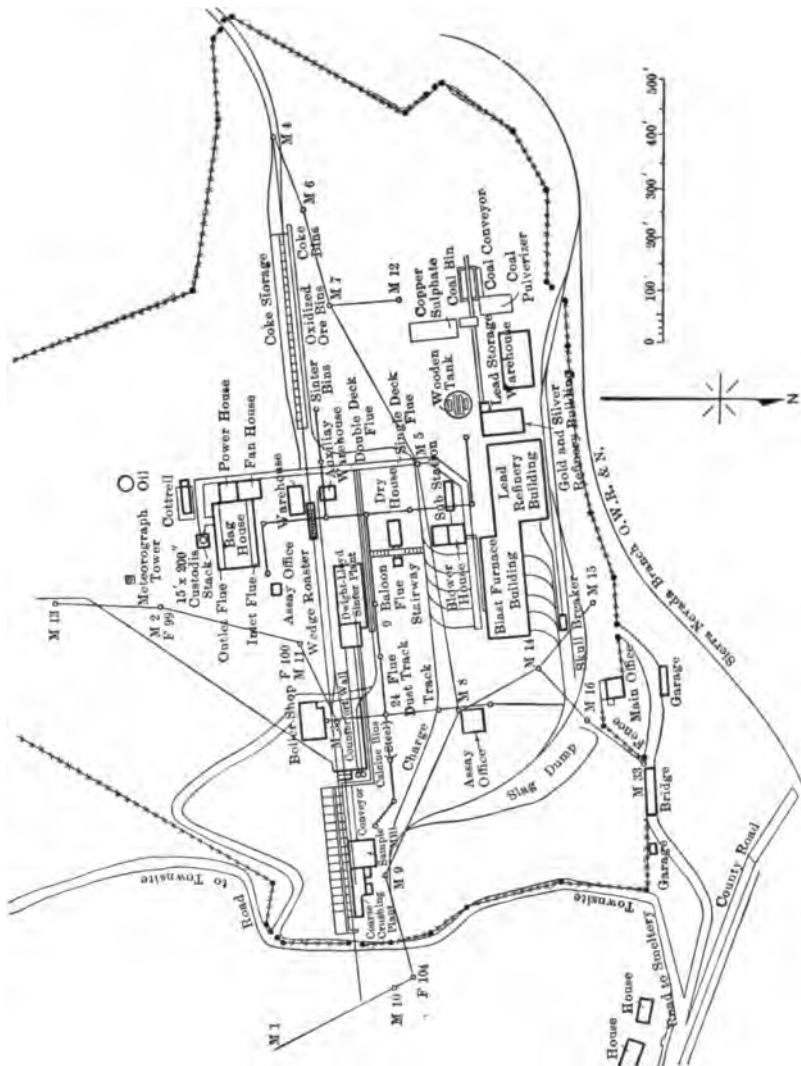 M 4
M 6
Coke
Bins
M 7
M 12
Coke Storage
Oxidized
Ore Bins
Sinter
Bins
Copper
Sulphate
Coal Bin
Coal Conveyor
Coal
Pulverizer
Wooden
Tank
Lead Storage
Warehouse
Gold and Silver
Refinery Building
Oil
Meteorograph
Tower
Cottrell
Power House
Fan House
Bag
House
Custodia
15' x 200"
Stack
Outlet Flue
Inlet Flue
Warehouse
Auxiliay
Warehouse
Double Deck
Flue
Single Deck
Flue
M 5
Dry
House
Sub Station
Lead
Refinery
Building
Assay Office
Wedge Roaster
Dwight-Lloyd
Sinter Plant
9 Baloon
Flue
Stairway
Blower
House
Blast Furnace
Building
Skull Breaker
M 15
M 13
M 2
F 99
F 100
M 11
Boiler Shop
Counterfort Wall
24 Flue
Dust Track
Calcine Bins
(Steel)
Charge
Track
M 8
M 14
M 16
Assay
Office
Main Office
Garage
Slag Dump
Fence
M 33
Bridge
Garage
Conveyor
Sample
Mill
M 9
Coarse
Crushing
Plant
Road
to Townsite
M 1
M 10
F 104
Townsite
County Road
Road to Smeltery
House
House
Sierra Nevada Branch O.W.R. & N.
0
100'
200'
300'
400'
500'
N